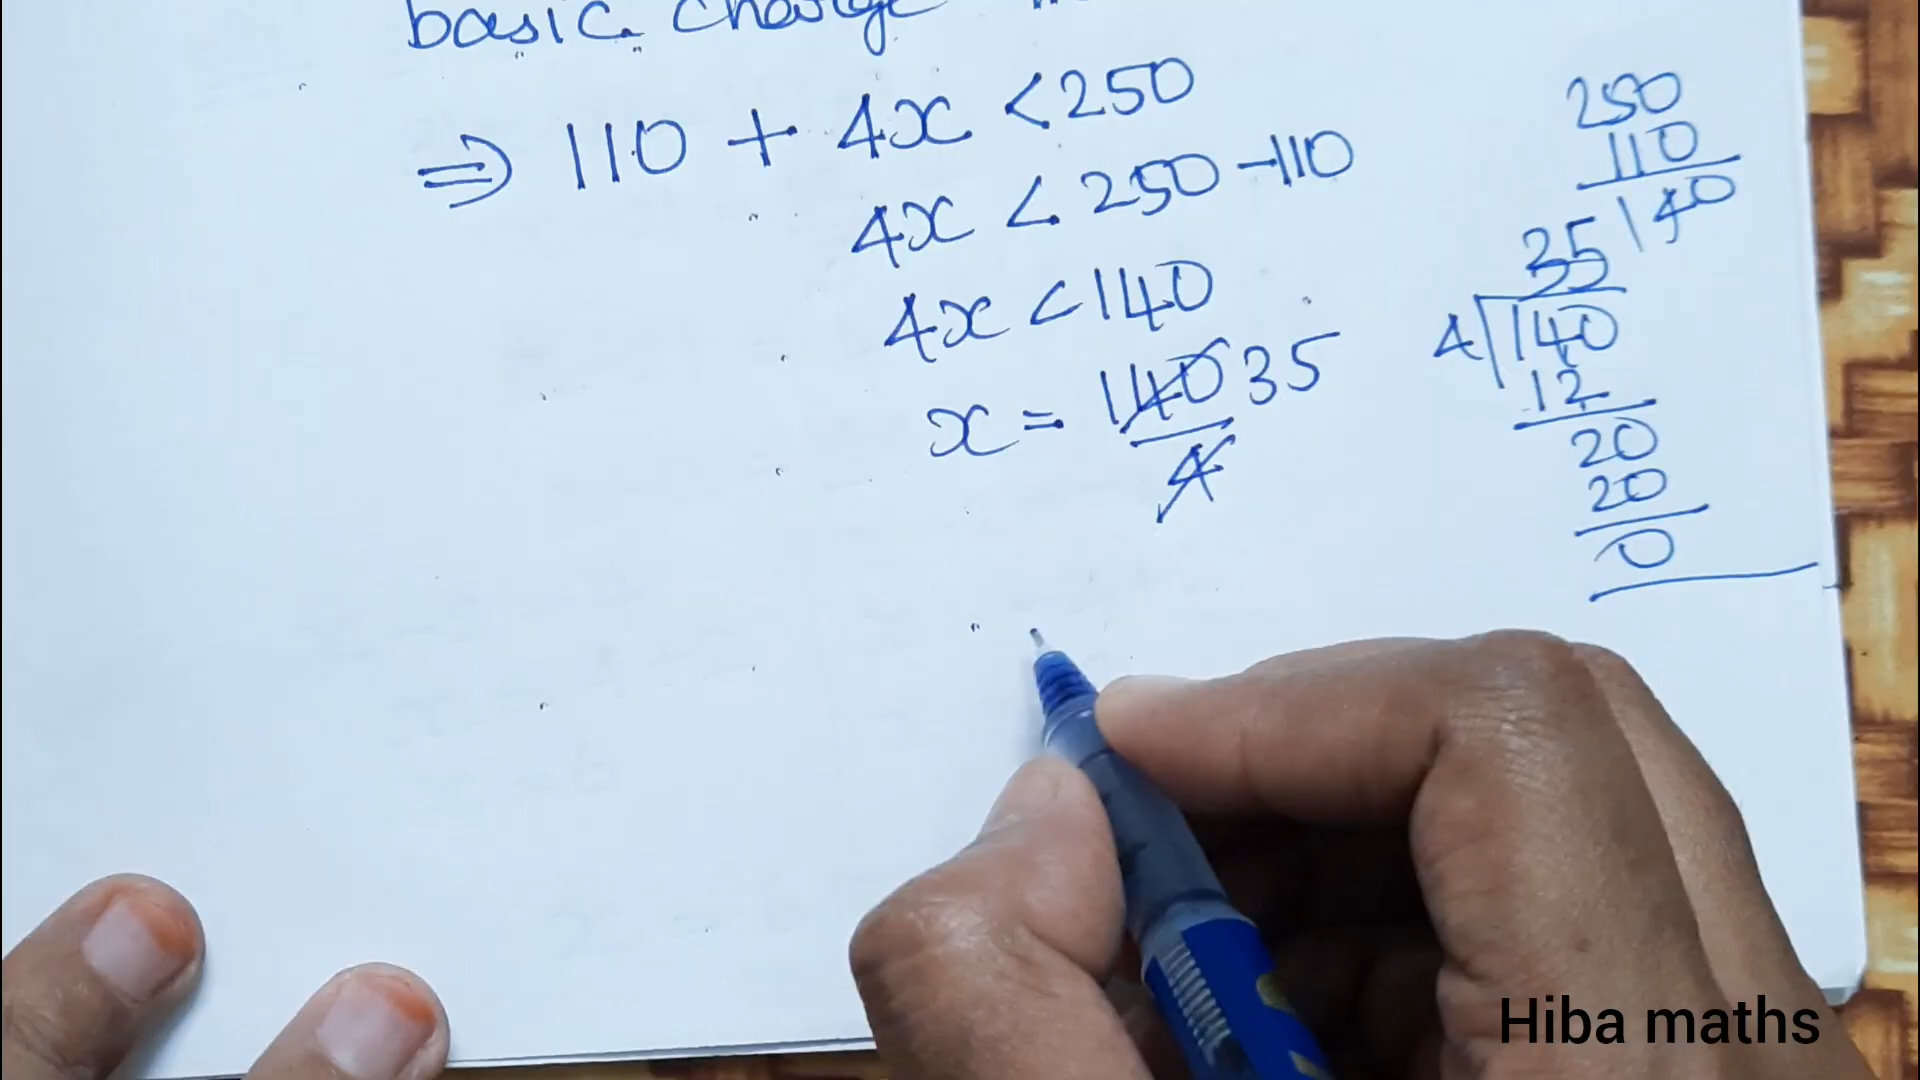 basic charge
⇒ 110 + 4x < 250
4x < 250 - 110
4x < 140
x = 140/4 35
250
110
140
35
4 140
12
20
20
0
Hiba maths